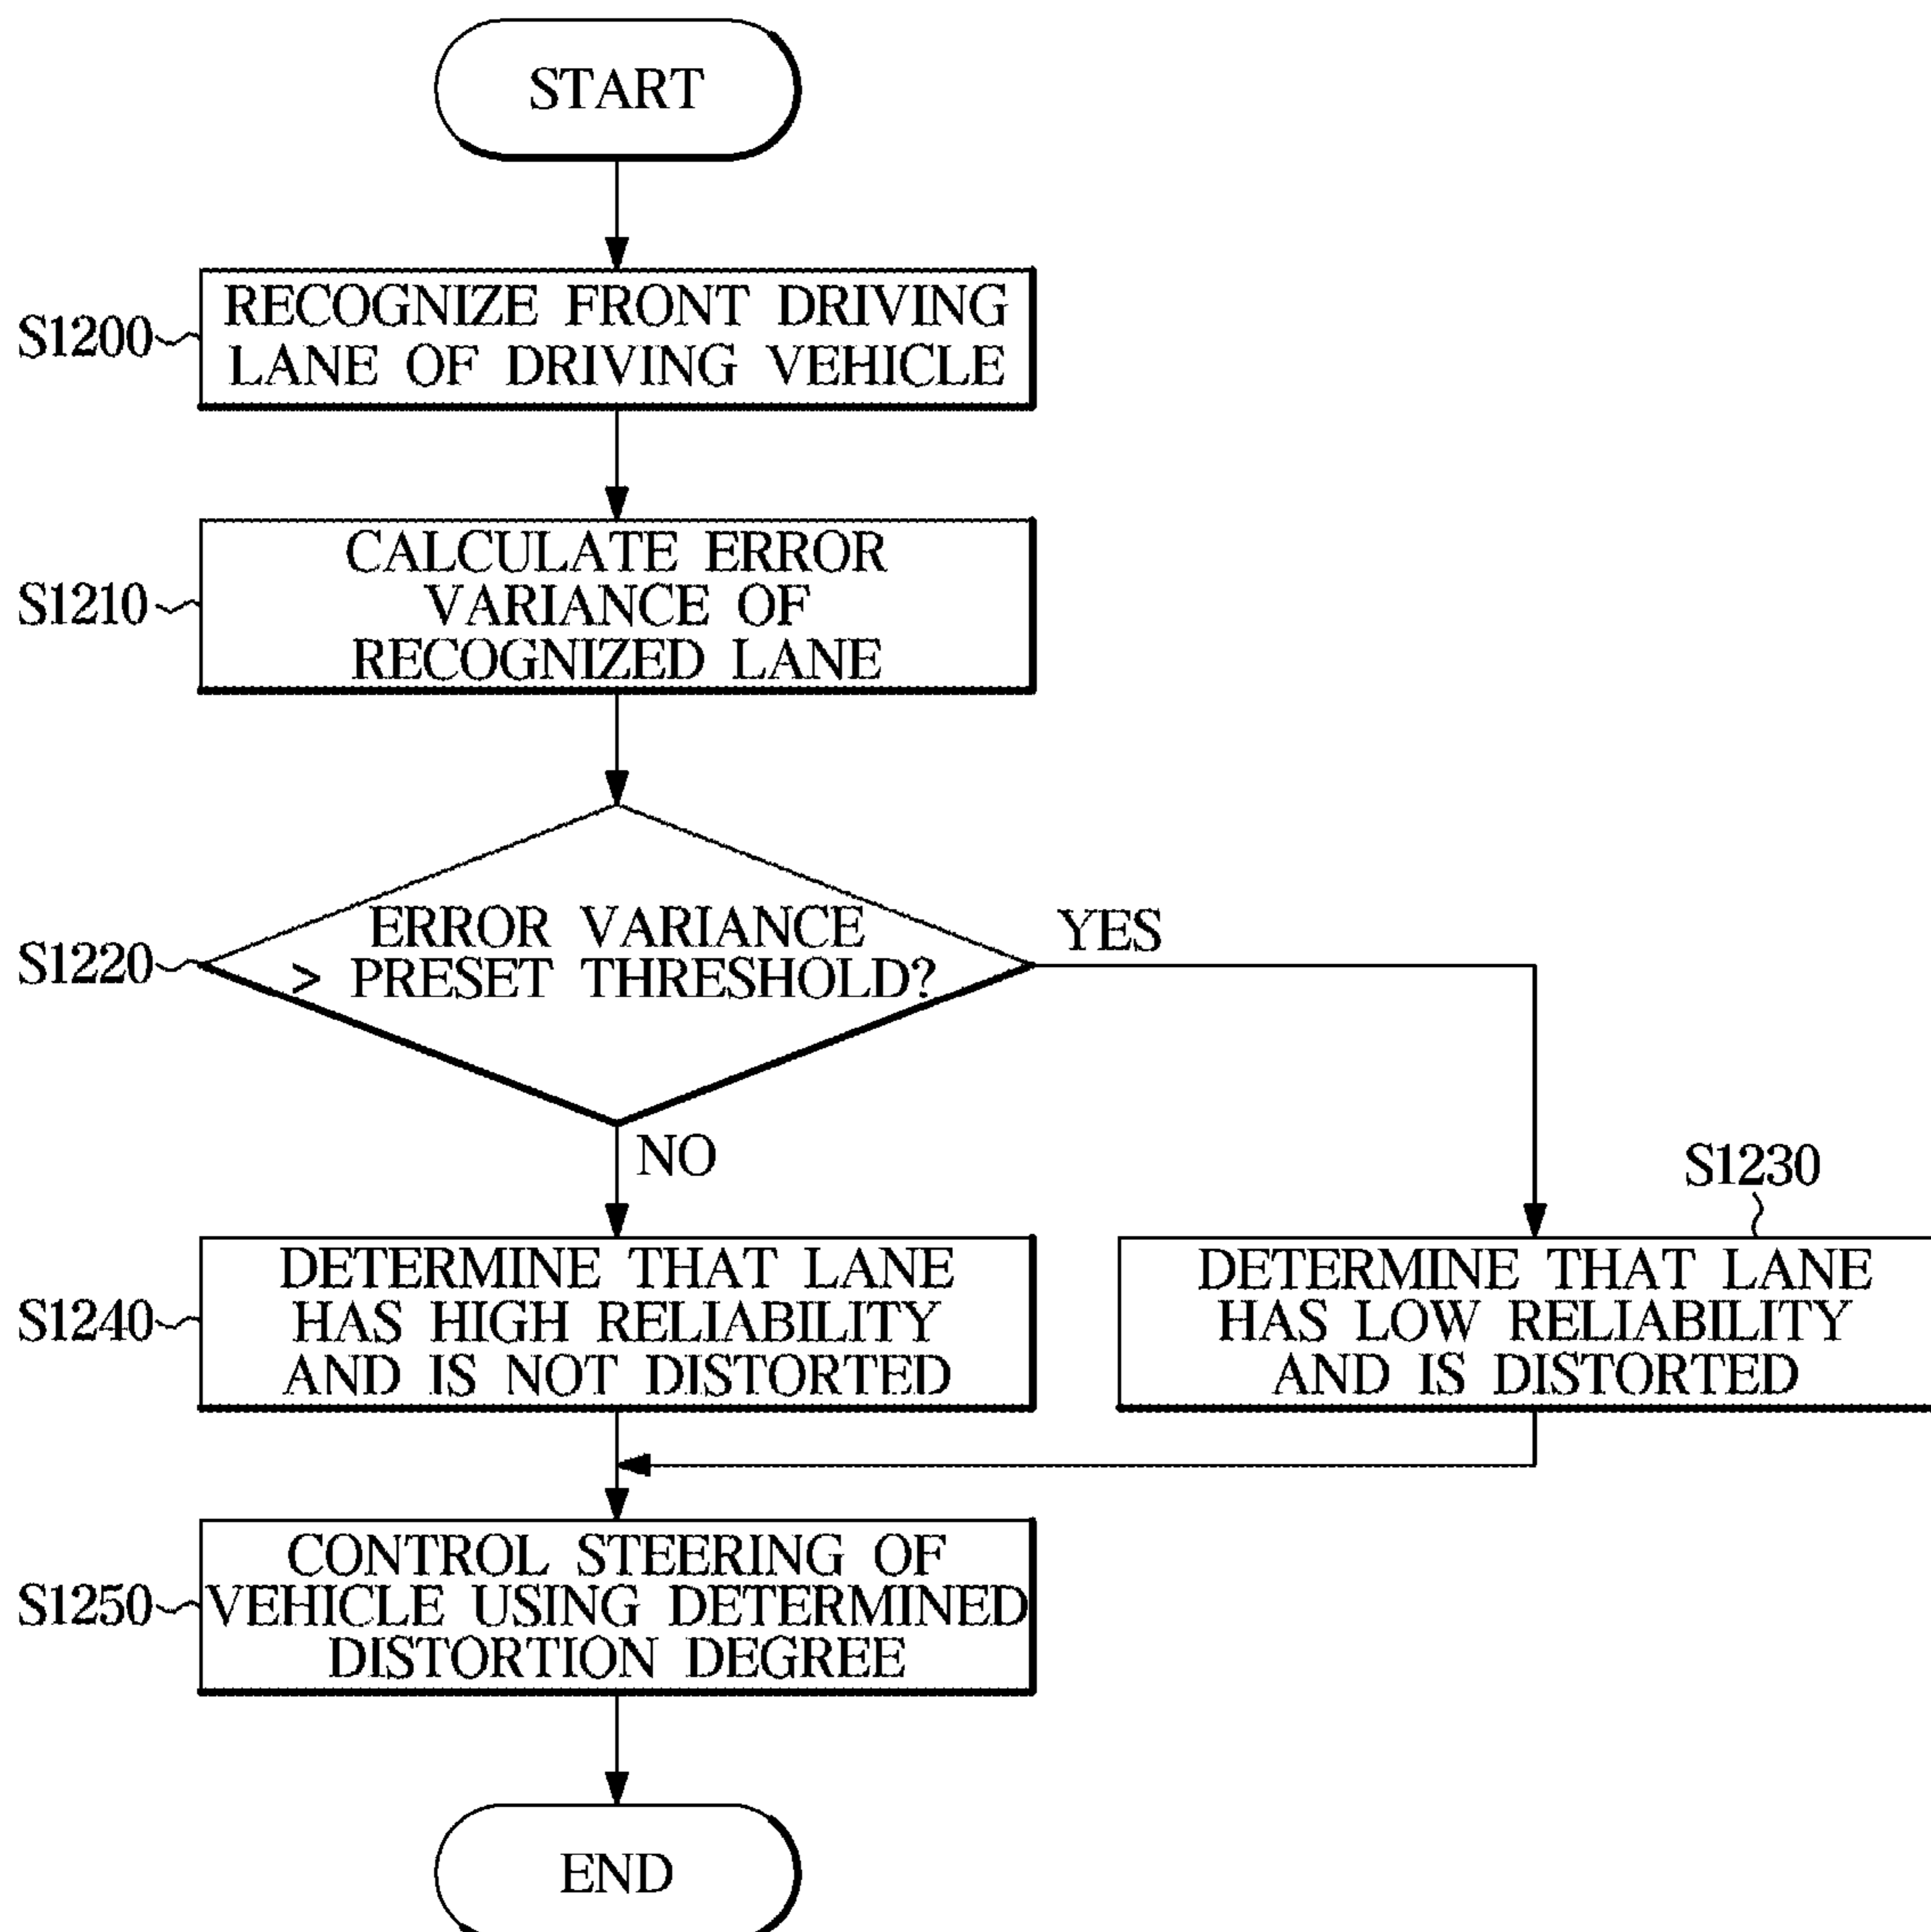 START
S1200
RECOGNIZE FRONT DRIVING
LANE OF DRIVING VEHICLE
S1210
CALCULATE ERROR
VARIANCE OF
RECOGNIZED LANE
S1220
ERROR VARIANCE
> PRESET THRESHOLD?
YES
NO
S1230
DETERMINE THAT LANE
HAS LOW RELIABILITY
AND IS DISTORTED
S1240
DETERMINE THAT LANE
HAS HIGH RELIABILITY
AND IS NOT DISTORTED
S1250
CONTROL STEERING OF
VEHICLE USING DETERMINED
DISTORTION DEGREE
END